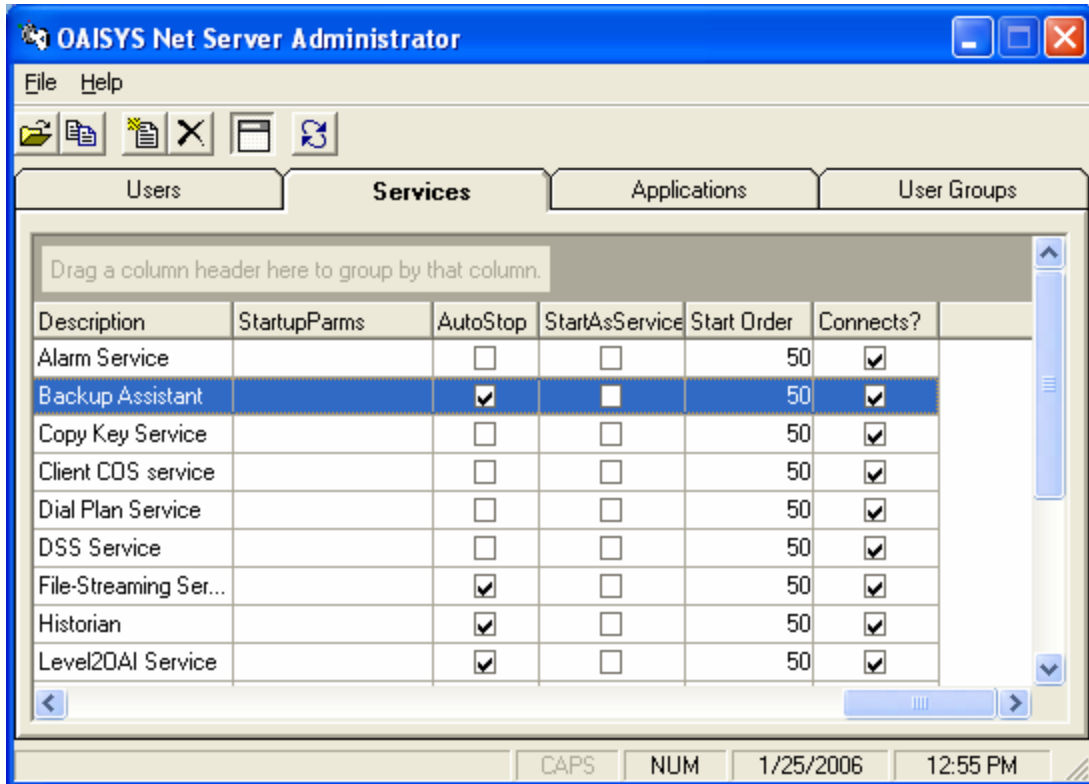 OAISYS Net Server Administrator
File Help
Users Services Applications User Groups
Drag a column header here to group by that column.
Description StartupParms AutoStop StartAsService Start Order Connects?
Alarm Service 50
Backup Assistant 50
Copy Key Service 50
Client COS service 50
Dial Plan Service 50
DSS Service 50
File-Streaming Ser... 50
Historian 50
Level2OAI Service 50
CAPS NUM 1/25/2006 12:55 PM